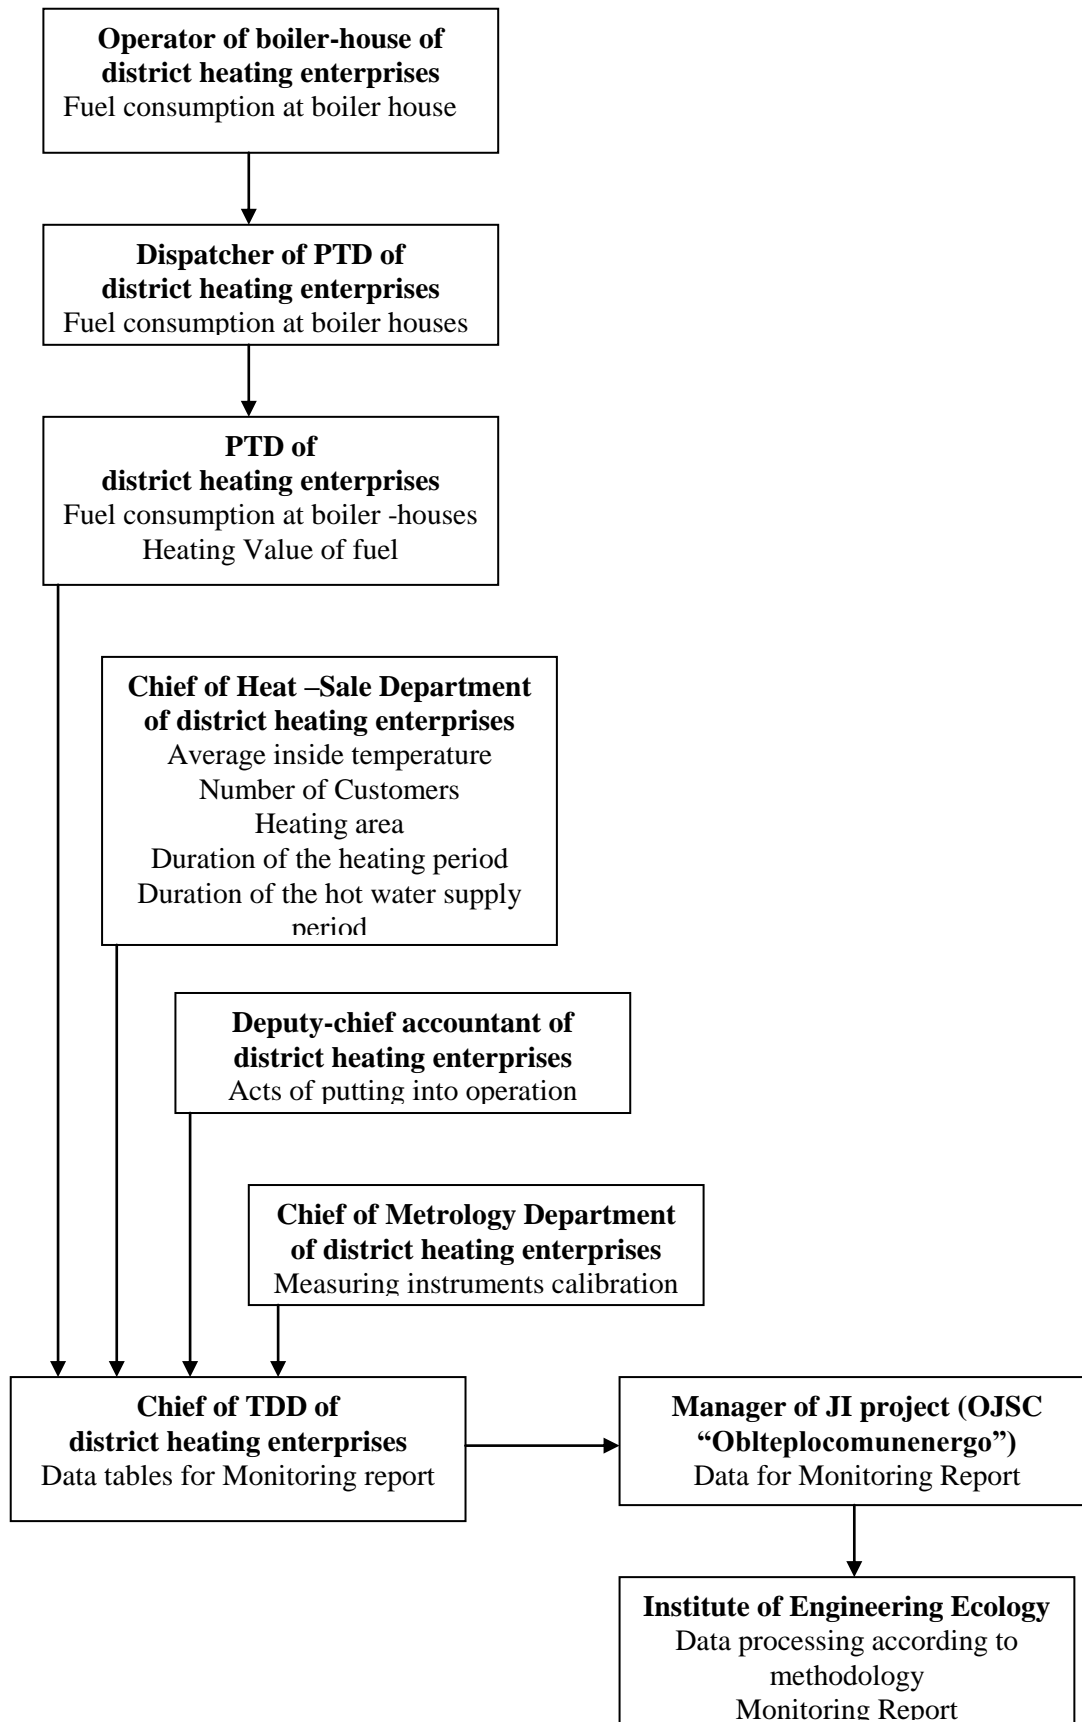 Operator of boiler-house of
district heating enterprises
Fuel consumption at boiler house
Dispatcher of PTD of
district heating enterprises
Fuel consumption at boiler houses
PTD of
district heating enterprises
Fuel consumption at boiler -houses
Heating Value of fuel
Chief of Heat –Sale Department
of district heating enterprises
Average inside temperature
Number of Customers
Heating area
Duration of the heating period
Duration of the hot water supply
period
Deputy-chief accountant of
district heating enterprises
Acts of putting into operation
Chief of Metrology Department
of district heating enterprises
Measuring instruments calibration
Chief of TDD of
district heating enterprises
Data tables for Monitoring report
Manager of JI project (OJSC
“Oblteplocomunenergo”)
Data for Monitoring Report
Institute of Engineering Ecology
Data processing according to
methodology
Monitoring Report